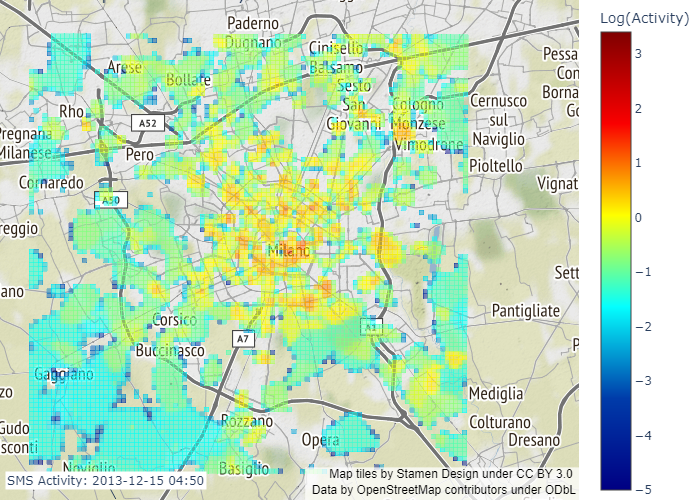 Paderno
Dugnano
Cinisello
Balsamo
Arese
Bollate
Sesto
San
Giovanni
Cologno
Monzese
Vimodrone
Cernusco
sul
Naviglio
Pioltello
Pessa
Con
Borna
Go
Rho
A52
Pregnana
Milanese
Pero
Cornaredo
A50
Vignat
reggio
Milano
Sett
ano
Pantigliate
Corsico
A1
A7
P
Buccinasco
Gaggiano
zo
Mediglia
Gudo
sconti
Rozzano
Opera
Colturano
Dresano
Noviglio
Basiglio
SMS Activity: 2013-12-15 04:50
Map tiles by Stamen Design under CC BY 3.0
Data by OpenStreetMap contributors under ODbL
Log(Activity)
3
2
1
0
−1
−2
−3
−4
−5